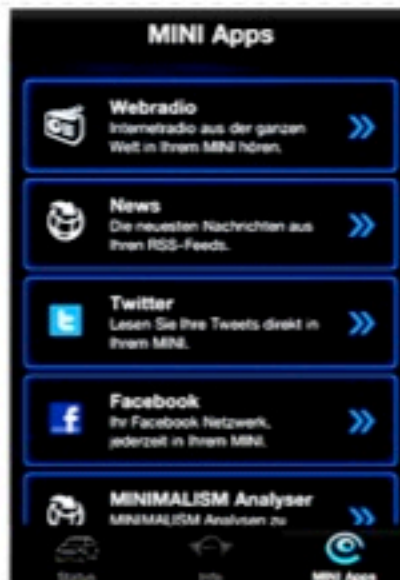 MINI Apps
Webradio
Internetradio aus der ganzen
Welt in Ihrem MINI hören.
News
Die neuesten Nachrichten aus
Ihren RSS-Feeds.
Twitter
Lesen Sie Ihre Tweets direkt in
Ihrem MINI.
Facebook
Ihr Facebook Netzwerk,
jederzeit in Ihrem MINI.
MINIMALISM Analyser
MINIMALISM Analysen zu
Status
Info
MINI Apps